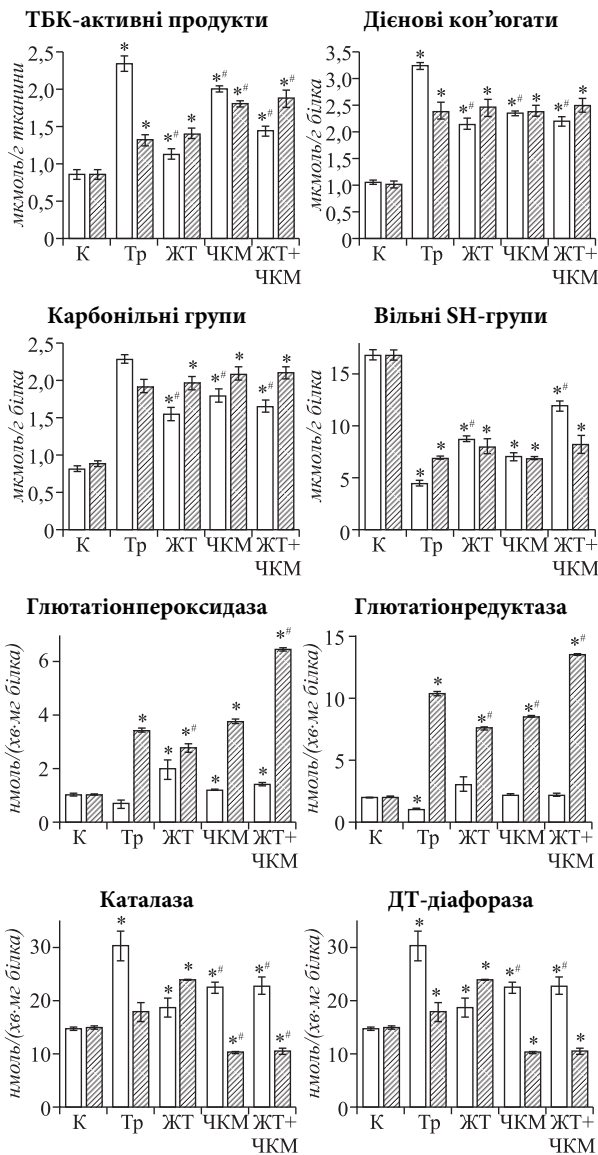 ТБК-активні продукти
Дієнові кон’югати
мкмоль/г тканини
2,5
2,0
1,5
1,0
0,5
0
* * *# * *# * *# *#
К Тр ЖТ ЧКМ ЖТ+
ЧКМ
мкмоль/г білка
3,5
3,0
2,5
2,0
1,5
1,0
0,5
0
* * *# * *# * *# *
К Тр ЖТ ЧКМ ЖТ+
ЧКМ
Карбонільні групи
Вільні SH-групи
мкмоль/г білка
2,5
2,0
1,5
1,0
0,5
0
*# * *# * *# *
К Тр ЖТ ЧКМ ЖТ+
ЧКМ
мкмоль/г білка
15
10
5
0
* * *# * * * *# *
К Тр ЖТ ЧКМ ЖТ+
ЧКМ
Глютатіонпероксидаза
Глютатіонредуктаза
нмоль/(хв·мг білка)
6
4
2
0
* * *# * * * *#
К Тр ЖТ ЧКМ ЖТ+
ЧКМ
нмоль/(хв·мг білка)
15
10
5
0
* * *# *# *#
К Тр ЖТ ЧКМ ЖТ+
ЧКМ
Каталаза
ДТ-діафораза
нмоль/(хв·мг білка)
30
20
10
0
* * * *# *# *# *#
К Тр ЖТ ЧКМ ЖТ+
ЧКМ
нмоль/(хв·мг білка)
30
20
10
0
* * * * *# * *# *
К Тр ЖТ ЧКМ ЖТ+
ЧКМ